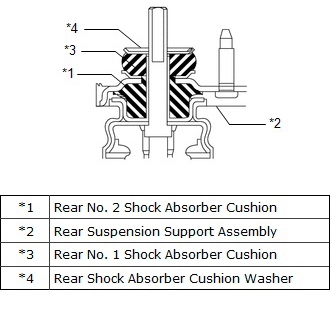 *4
*3
*1
*2
*1 Rear No. 2 Shock Absorber Cushion
*2 Rear Suspension Support Assembly
*3 Rear No. 1 Shock Absorber Cushion
*4 Rear Shock Absorber Cushion Washer